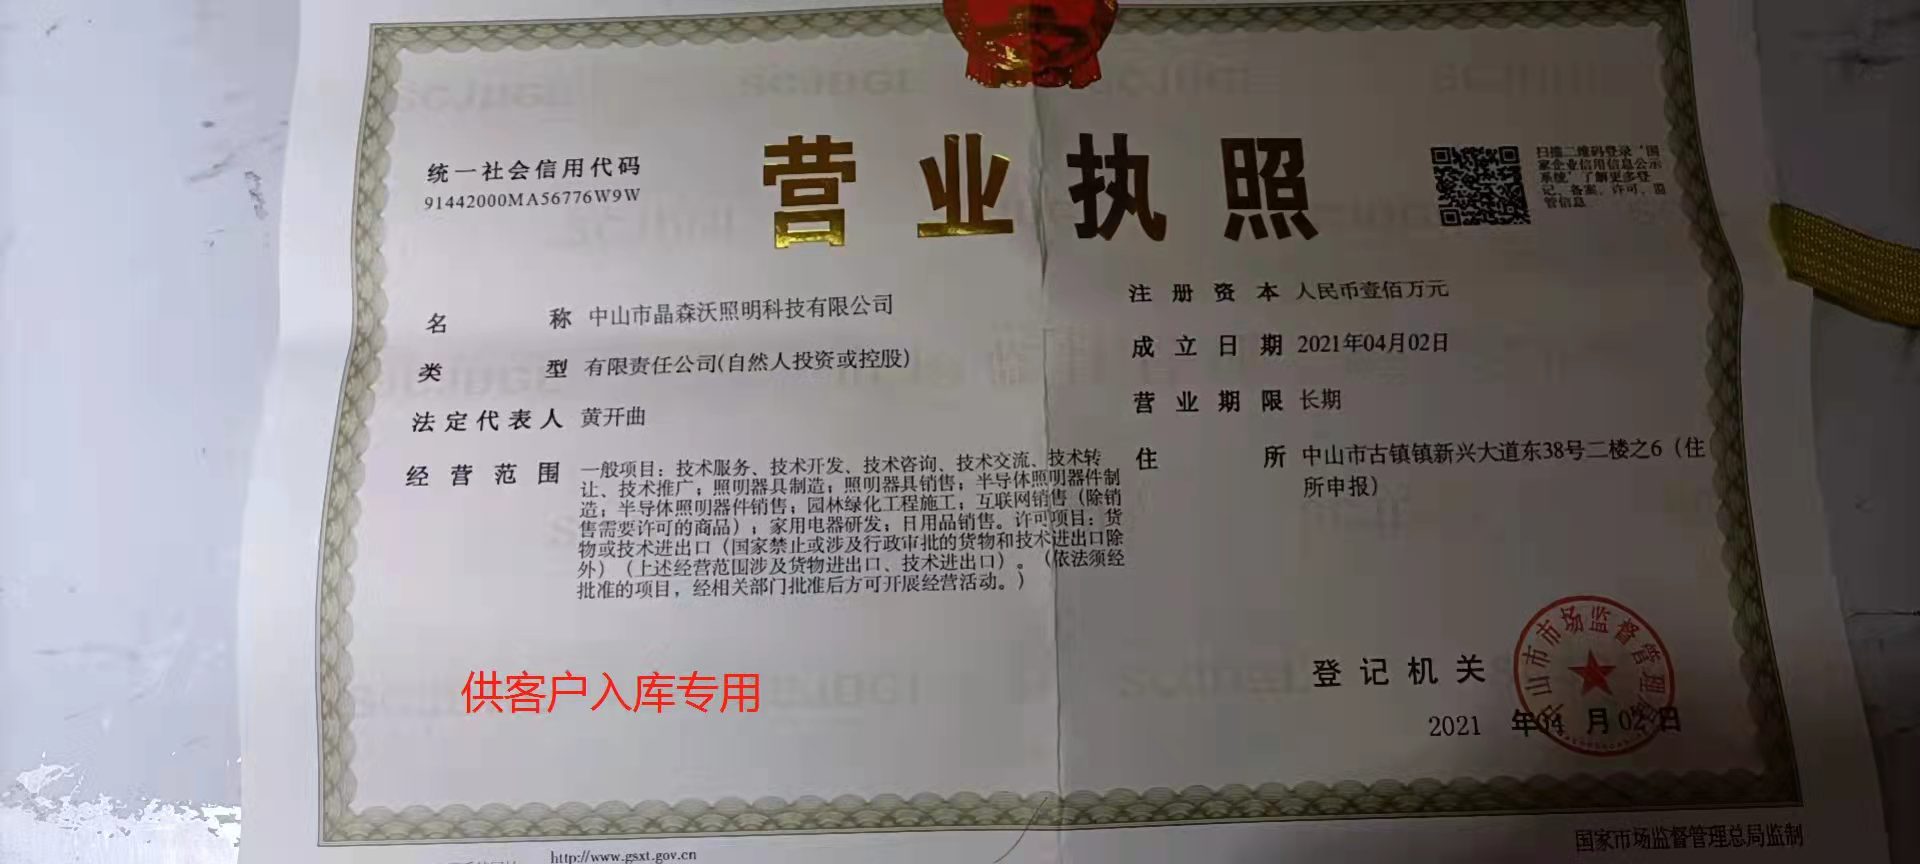 统一社会信用代码
91442000MA56776W9W
营业执照
扫描二维码登录‘国
家企业信用信息公示
系统’了解更多登
记、备案、许可、监
管信息
名称 中山市晶森沃照明科技有限公司
类型 有限责任公司(自然人投资或控股)
法定代表人 黄开曲
经营范围 一般项目：技术服务、技术开发、技术咨询、技术交流、技术转
让、技术推广；照明器具制造；照明器具销售；半导体照明器件制
造；半导体照明器件销售；园林绿化工程施工；互联网销售（除销
售需要许可的商品）；家用电器研发；日用品销售。许可项目：货
物或技术进出口（国家禁止或涉及行政审批的货物和技术进出口除
外）（上述经营范围涉及货物进出口、技术进出口）。（依法须经
批准的项目，经相关部门批准后方可开展经营活动。）
注册资本 人民币壹佰万元
成立日期 2021年04月02日
营业期限 长期
住所 中山市古镇镇新兴大道东38号二楼之6（住
所申报）
供客户入库专用
登记机关
中山市市场监督管理局
2021 年04 月02日
http://www.gsxt.gov.cn
国家市场监督管理总局监制